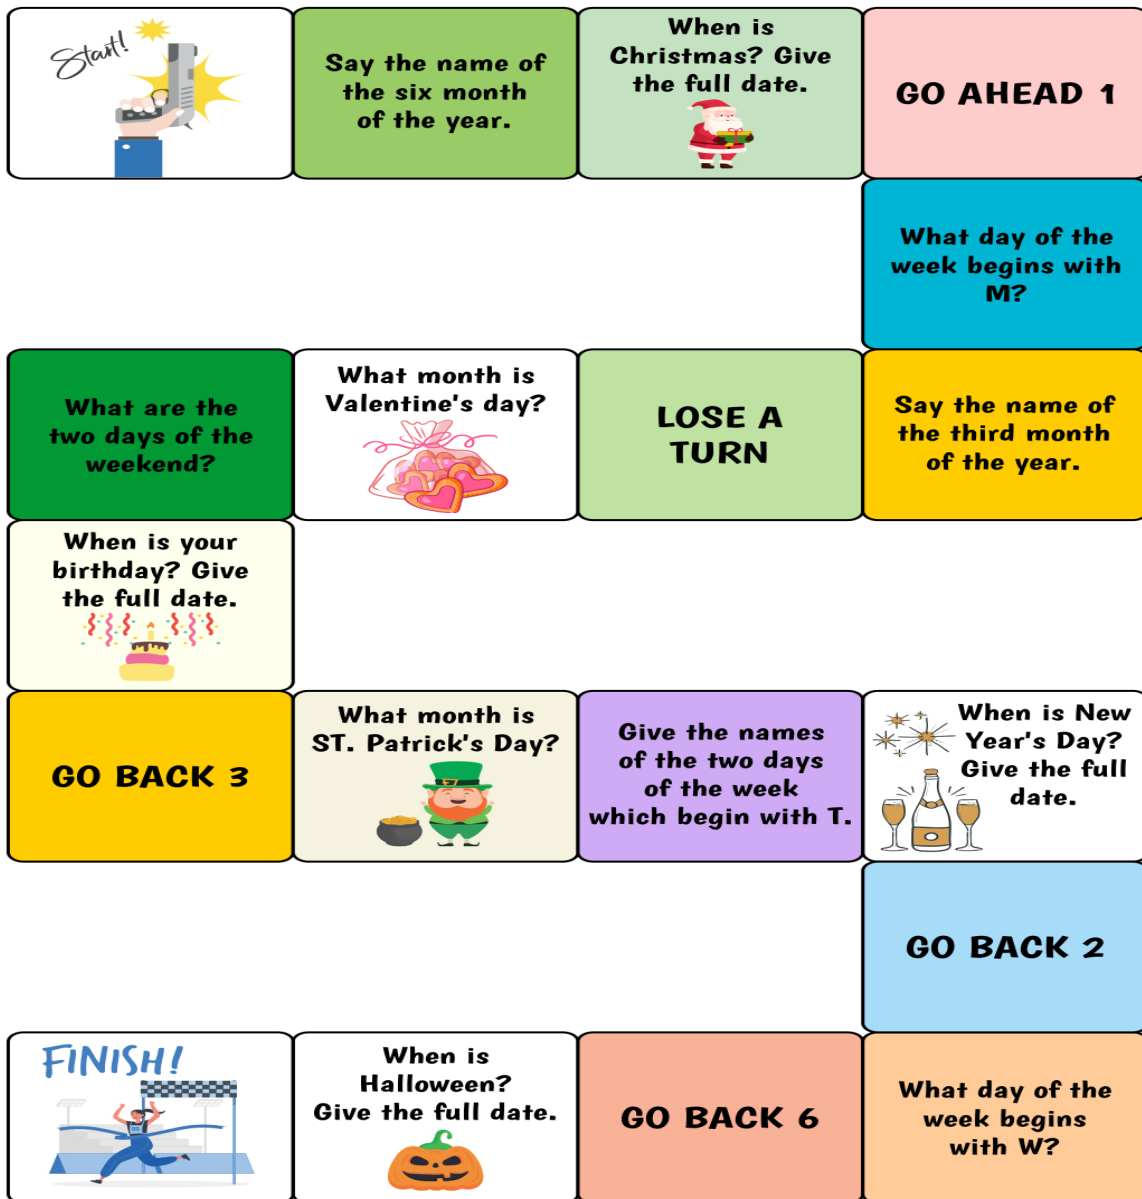 Start!
Say the name of
the six month
of the year.
When is
Christmas? Give
the full date.
GO AHEAD 1
What day of the
week begins with
M?
What are the
two days of the
weekend?
What month is
Valentine's day?
LOSE A
TURN
Say the name of
the third month
of the year.
When is your
birthday? Give
the full date.
GO BACK 3
What month is
ST. Patrick's Day?
Give the names
of the two days
of the week
which begin with T.
When is New
Year's Day?
Give the full
date.
GO BACK 2
FINISH!
When is
Halloween?
Give the full date.
GO BACK 6
What day of the
week begins
with W?